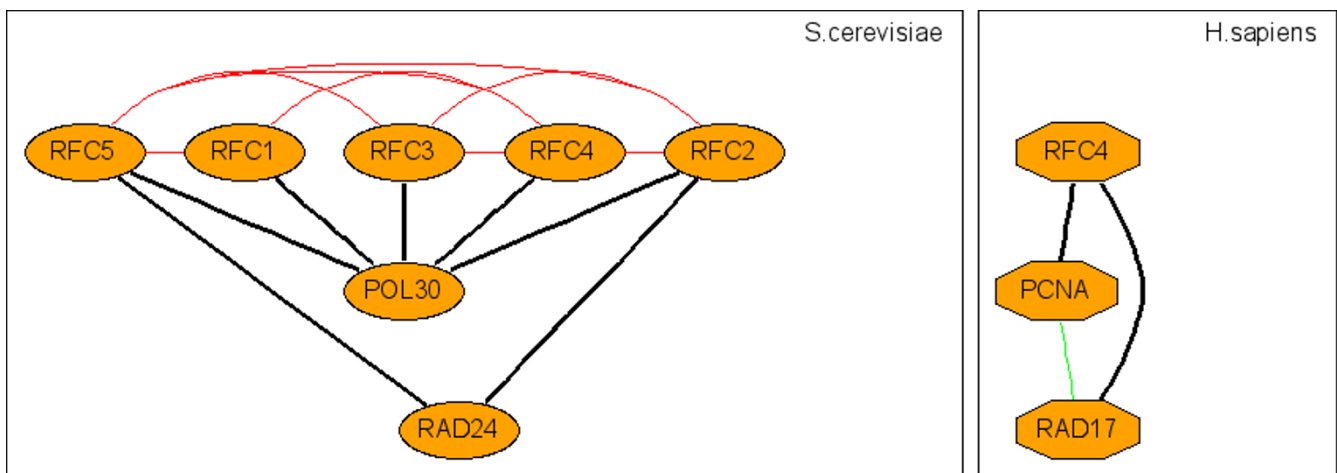 S.cerevisiae
RFC5
RFC1
RFC3
RFC4
RFC2
POL30
RAD24
H.sapiens
RFC4
PCNA
RAD17